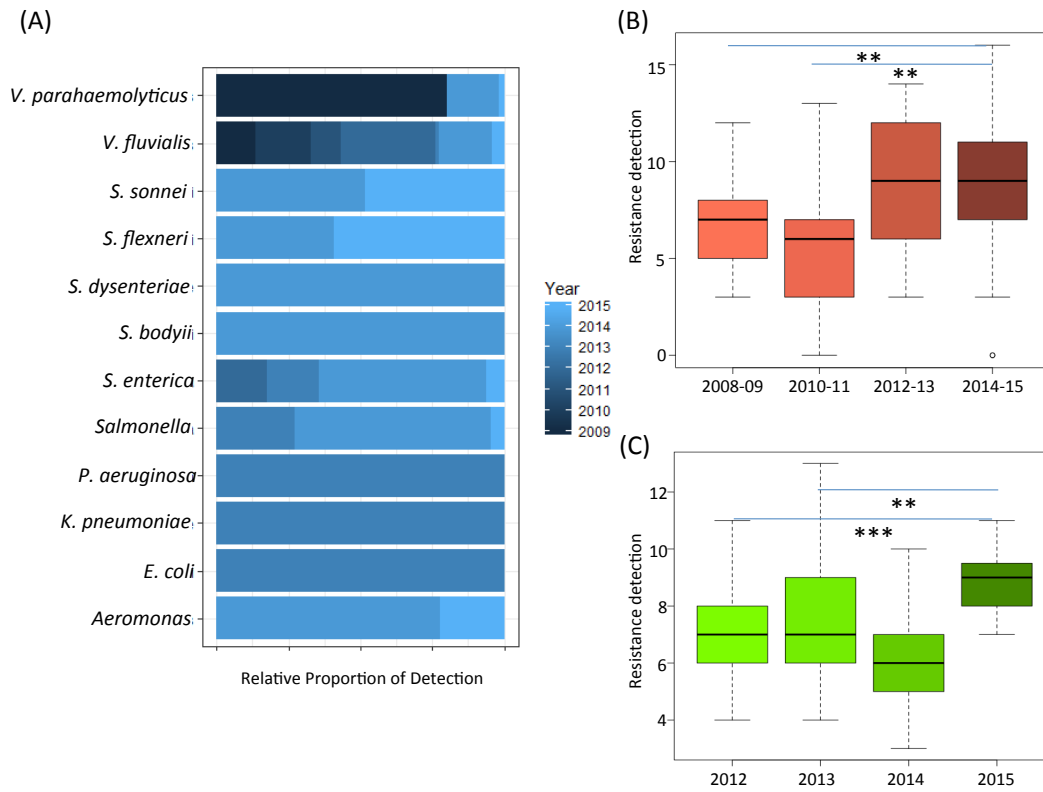 (A)
V. parahaemolyticus
V. fluvialis
S. sonnei
S. flexneri
S. dysenteriae
S. bodyii
S. enterica
Salmonella
P. aeruginosa
K. pneumoniae
E. coli
Aeromonas
Relative Proportion of Detection
Year
2015
2014
2013
2012
2011
2010
2009
(B)
Resistance detection
15
10
5
0
**
**
2008-09
2010-11
2012-13
2014-15
(C)
Resistance detection
12
10
8
6
4
**
***
2012
2013
2014
2015